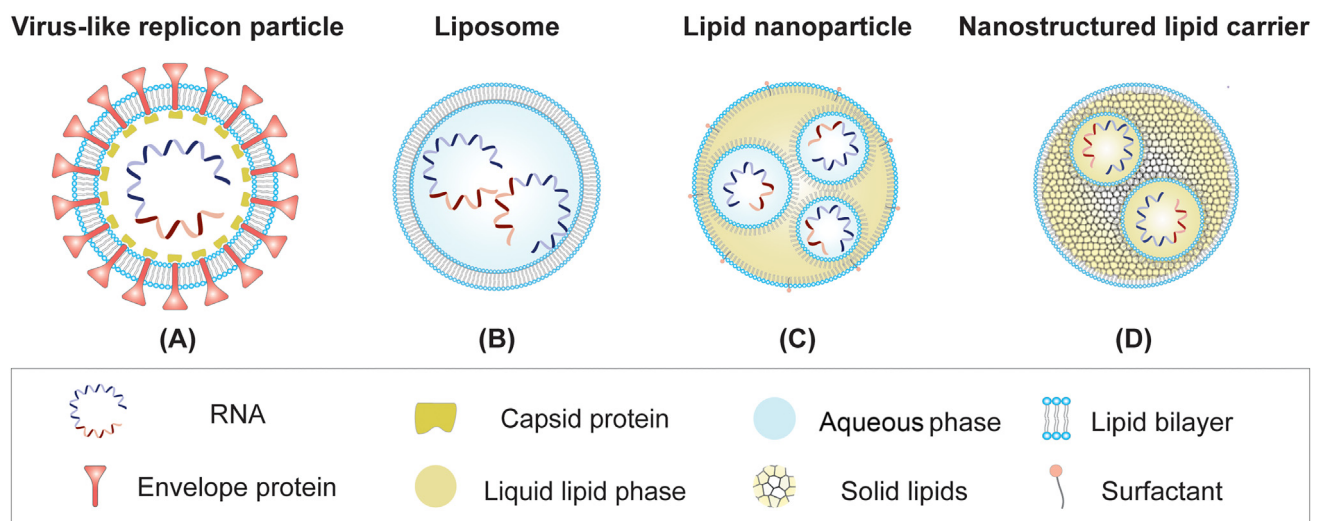 Virus-like replicon particle
Liposome
Lipid nanoparticle
Nanostructured lipid carrier
(A)
(B)
(C)
(D)
RNA
Capsid protein
Aqueous phase
Lipid bilayer
Envelope protein
Liquid lipid phase
Solid lipids
Surfactant